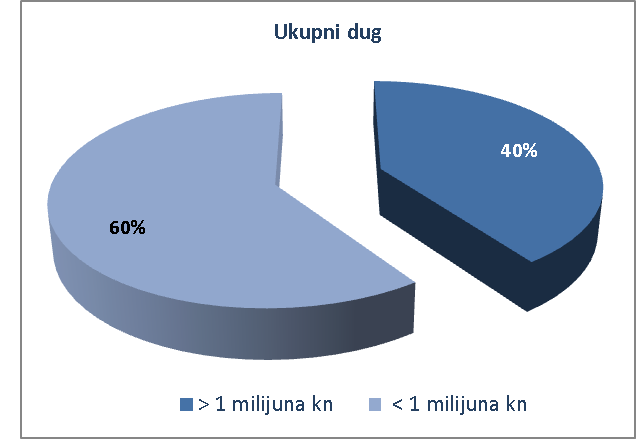 Ukupni dug
40%
60%
> 1 milijuna kn
< 1 milijuna kn